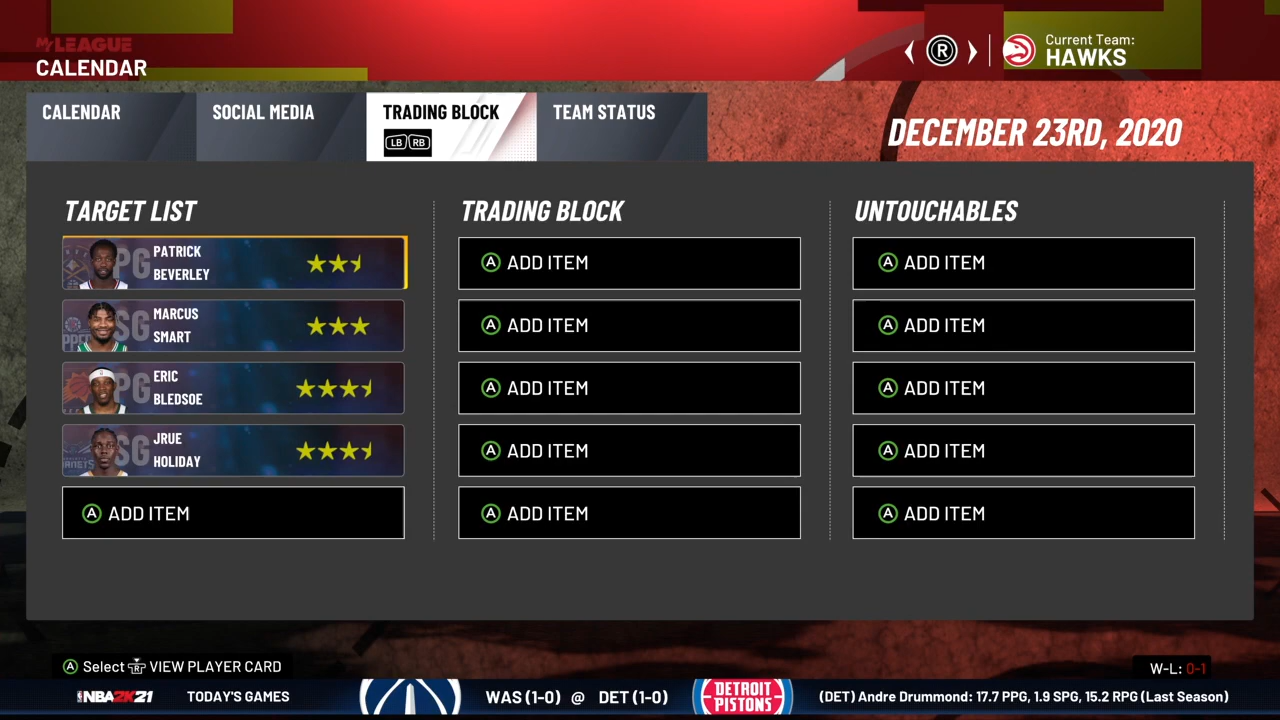 MyLEAGUE
CALENDAR
R
Current Team:
HAWKS
CALENDAR
SOCIAL MEDIA
TRADING BLOCK
LB RB
TEAM STATUS
DECEMBER 23RD, 2020
TARGET LIST
TRADING BLOCK
UNTOUCHABLES
PG
PATRICK
BEVERLEY
A ADD ITEM
A ADD ITEM
SG
MARCUS
SMART
A ADD ITEM
A ADD ITEM
PG
ERIC
BLEDSOE
A ADD ITEM
A ADD ITEM
SG
JRUE
HOLIDAY
A ADD ITEM
A ADD ITEM
A ADD ITEM
A ADD ITEM
A ADD ITEM
A Select R VIEW PLAYER CARD
W-L: 0-1
NBA2K21
TODAY'S GAMES
WAS (1-0) @ DET (1-0)
DETROIT
PISTONS
(DET) Andre Drummond: 17.7 PPG, 1.9 SPG, 15.2 RPG (Last Season)